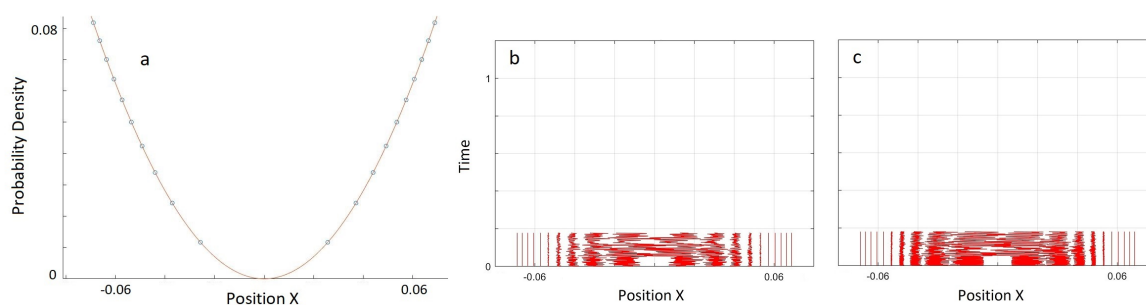 0.08
a
Probability Density
0
-0.06
Position X
0.06
b
1
Time
0
-0.06
Position X
0.06
c
-0.06
Position X
0.06